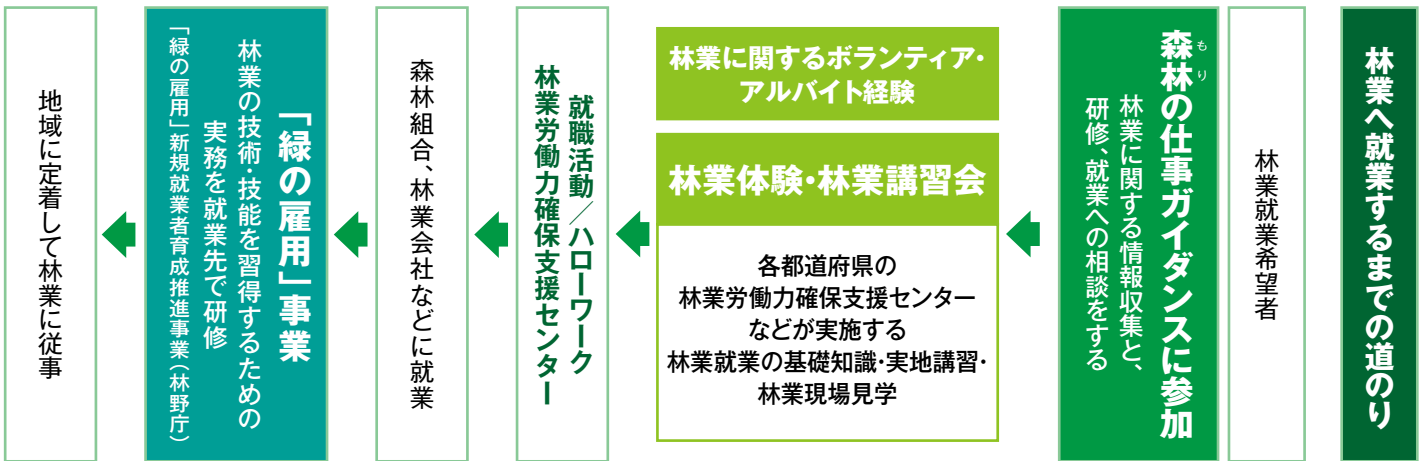 林業へ就業するまでの道のり
林業就業希望者
森林の仕事ガイダンスに参加
もり
林業に関する情報収集と、
研修、就業への相談をする
林業に関するボランティア・
アルバイト経験
林業体験・林業講習会
各都道府県の
林業労働力確保支援センター
などが実施する
林業就業の基礎知識・実地講習・
林業現場見学
就職活動／ハローワーク
林業労働力確保支援センター
森林組合、林業会社などに就業
「緑の雇用」事業
林業の技術・技能を習得するための
実務を就業先で研修
「緑の雇用」新規就業者育成推進事業（林野庁）
地域に定着して林業に従事